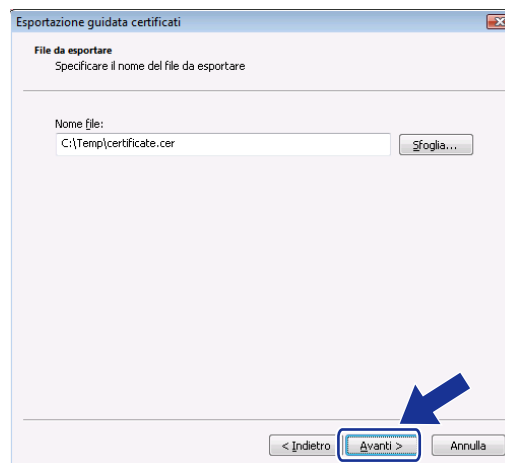 Esportazione guidata certificati
File da esportare
Specificare il nome del file da esportare
Nome file:
C:\Temp\certificate.cer
Sfoglia...
< Indietro
Avanti >
Annulla